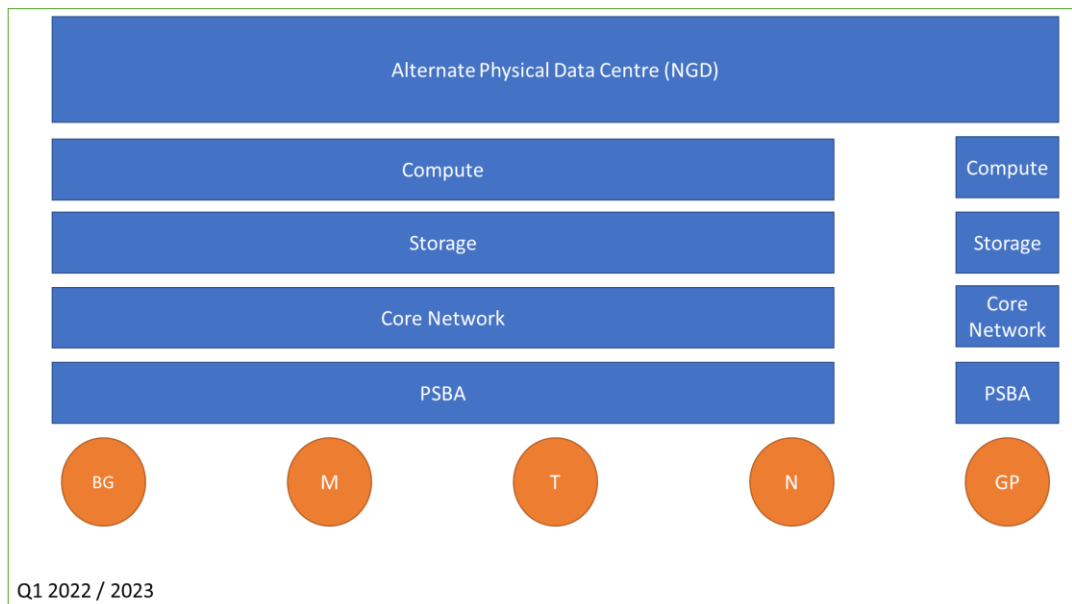 Alternate Physical Data Centre (NGD)
Compute
Compute
Storage
Storage
Core Network
Core
Network
PSBA
PSBA
BG
M
T
N
GP
Q1 2022 / 2023